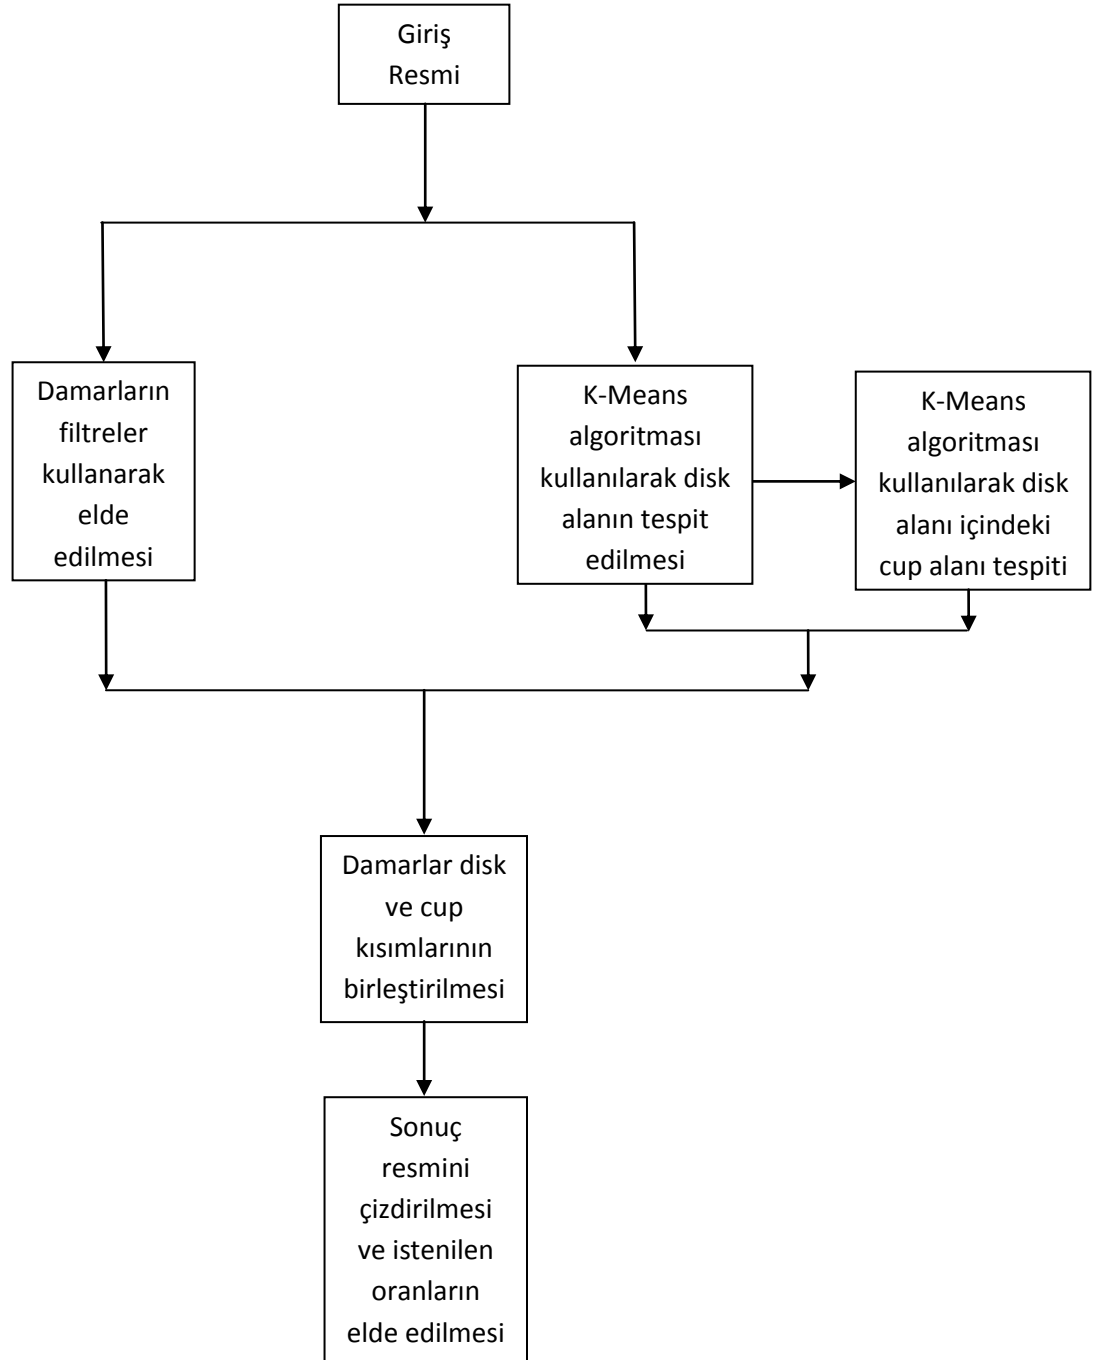 Giriş
Resmi
Damarların
filtreler
kullanarak
elde
edilmesi
K-Means
algoritması
kullanılarak disk
alanın tespit
edilmesi
K-Means
algoritması
kullanılarak disk
alanı içindeki
cup alanı tespiti
Damarlar disk
ve cup
kısımlarının
birleştirilmesi
Sonuç
resmini
çizdirilmesi
ve istenilen
oranların
elde edilmesi